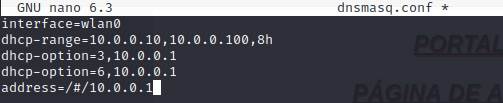 GNU nano 6.3 dnsmasq.conf *
interface=wlan0
dhcp-range=10.0.0.10,10.0.0.100,8h
dhcp-option=3,10.0.0.1
dhcp-option=6,10.0.0.1
address=/#/10.0.0.1
PORTAL
PÁGINA DE A